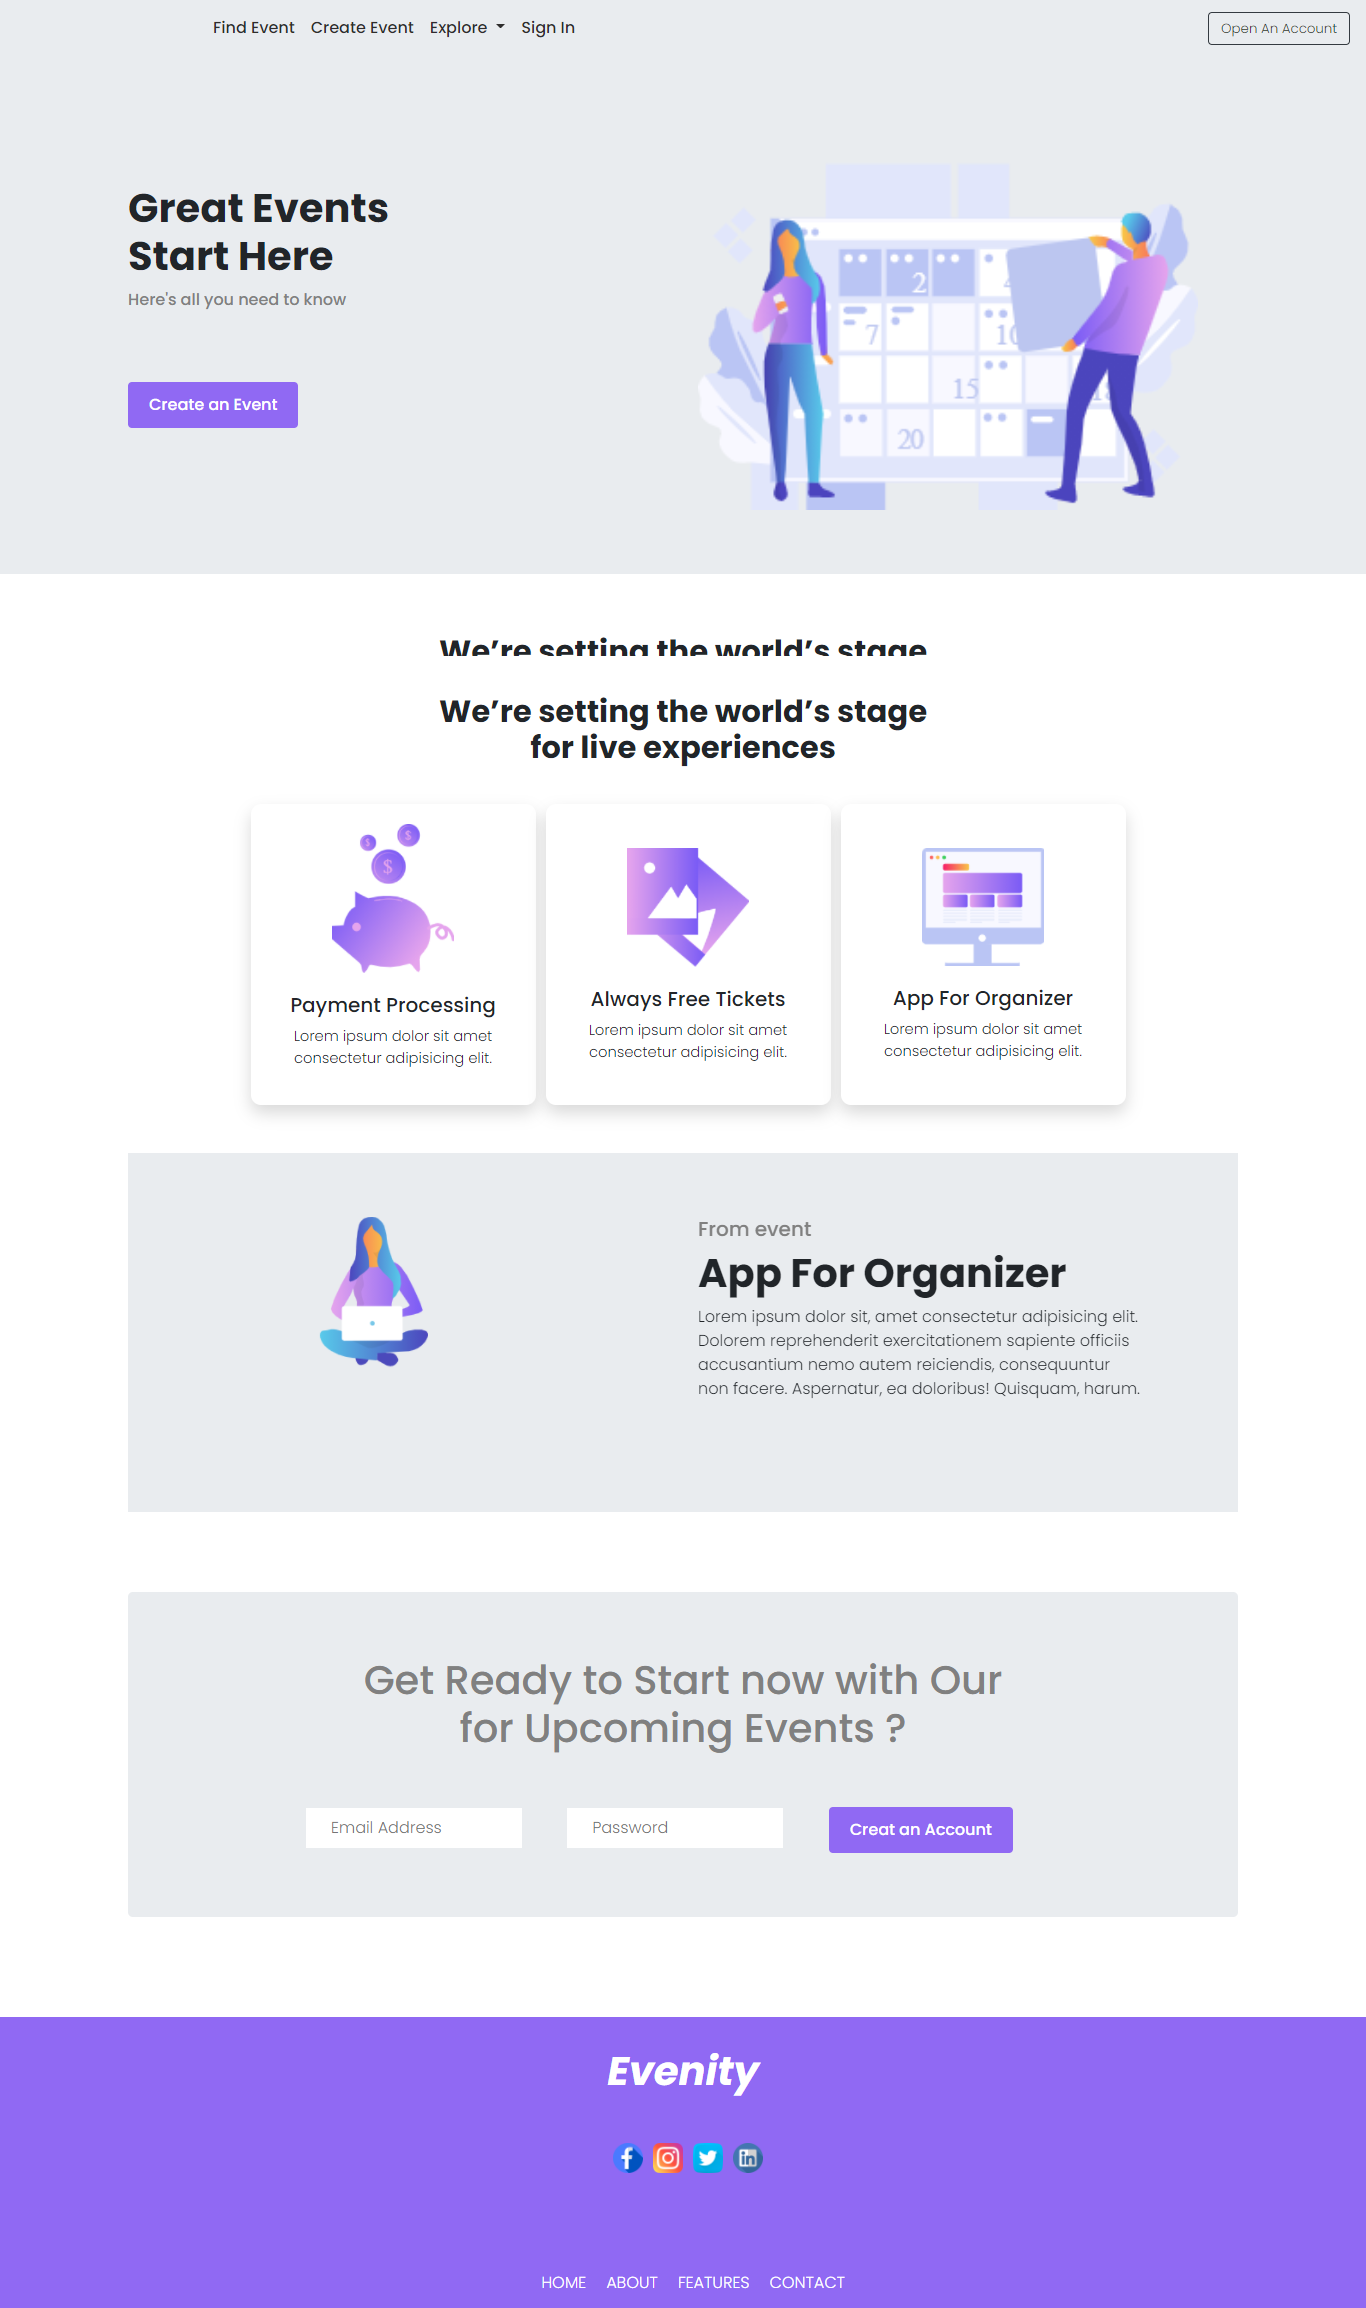 Find Event Create Event Explore Sign In
Open An Account
Great Events
Start Here
Here's all you need to know
Create an Event
2
7
10
15
18
20
We’re setting the world’s stage
We’re setting the world’s stage
for live experiences
$ $
$
Payment Processing
Lorem ipsum dolor sit amet
consectetur adipisicing elit.
Always Free Tickets
Lorem ipsum dolor sit amet
consectetur adipisicing elit.
App For Organizer
Lorem ipsum dolor sit amet
consectetur adipisicing elit.
From event
App For Organizer
Lorem ipsum dolor sit, amet consectetur adipisicing elit.
Dolorem reprehenderit exercitationem sapiente officiis
accusantium nemo autem reiciendis, consequuntur
non facere. Aspernatur, ea doloribus! Quisquam, harum.
Get Ready to Start now with Our
for Upcoming Events ?
Email Address
Password
Creat an Account
Evenity
f
in
HOME ABOUT FEATURES CONTACT